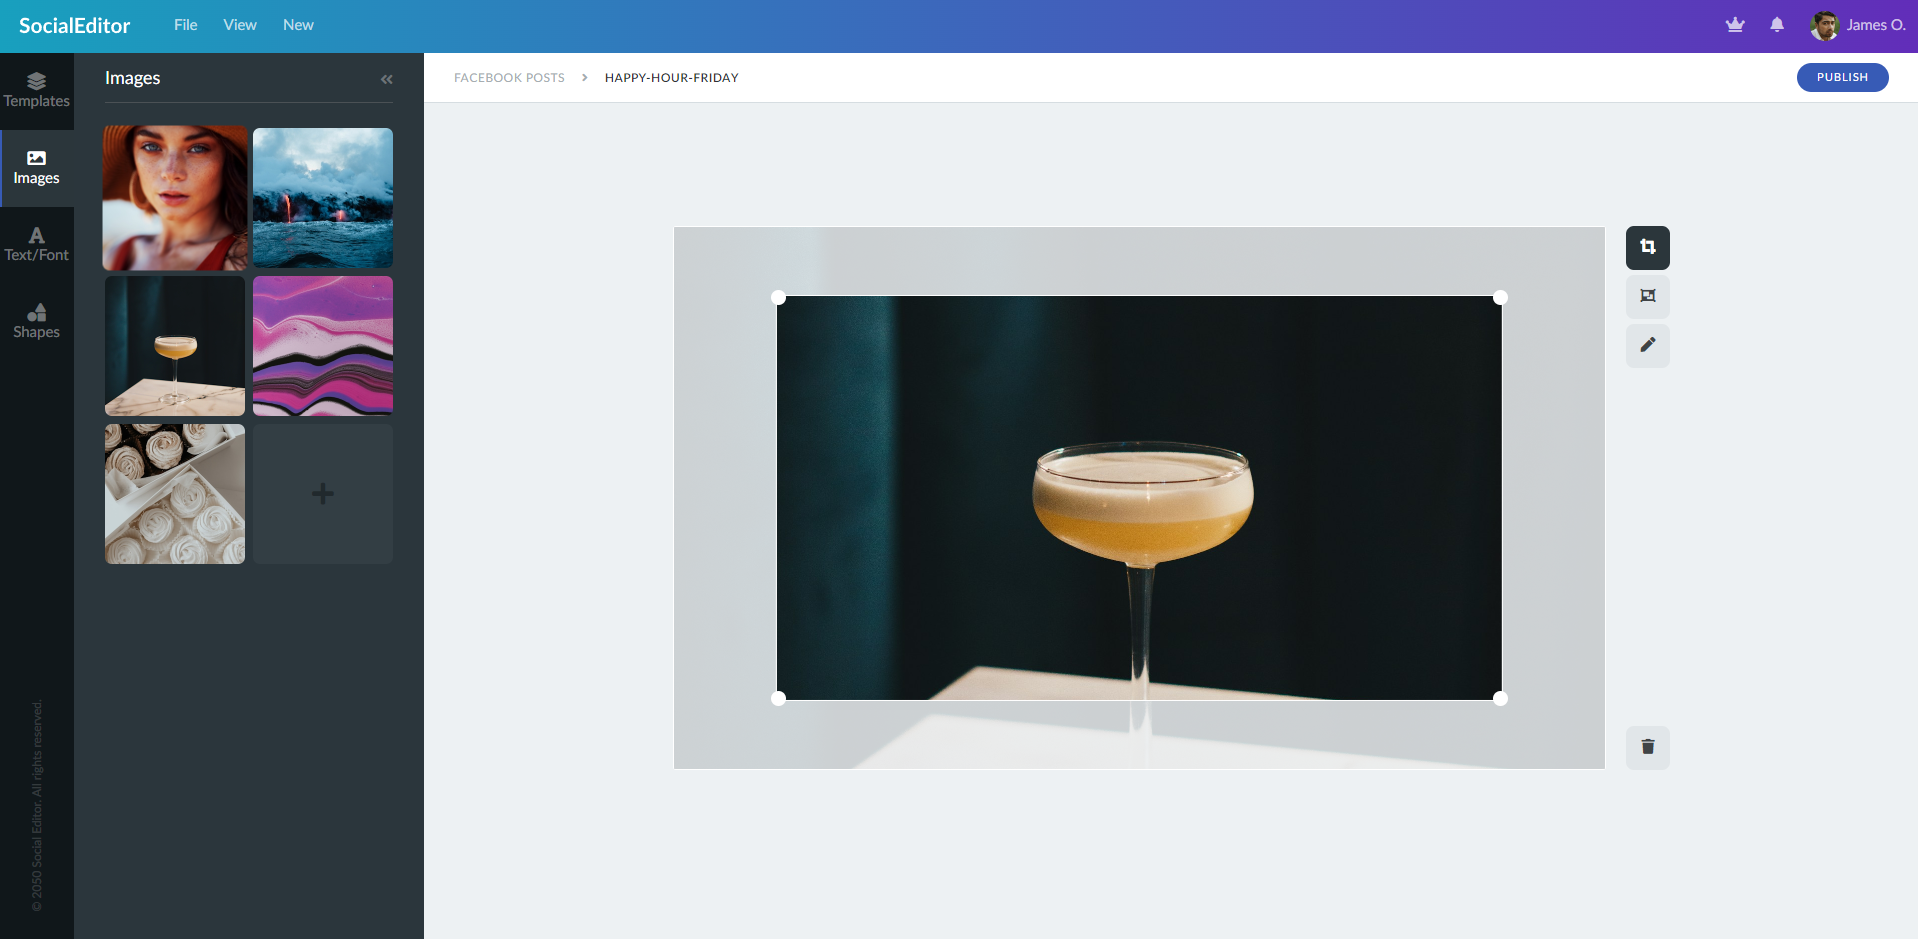 SocialEditor File View New James O.
Templates
Images
Text/Font
Shapes
© 2050 Social Editor. All rights reserved.
Images
FACEBOOK POSTS HAPPY-HOUR-FRIDAY PUBLISH